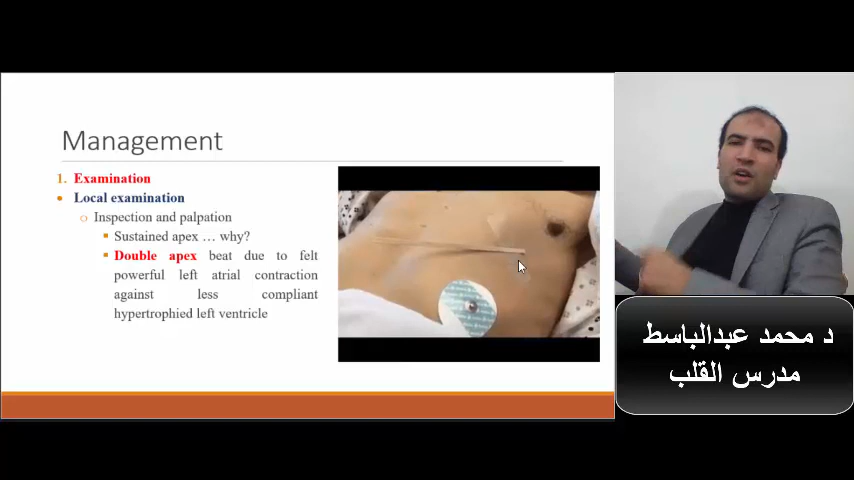 Management
1. Examination
• Local examination
○ Inspection and palpation
▪ Sustained apex … why?
▪ Double apex beat due to felt
powerful left atrial contraction
against less compliant
hypertrophied left ventricle
د محمد عبدالباسط
مدرس القلب